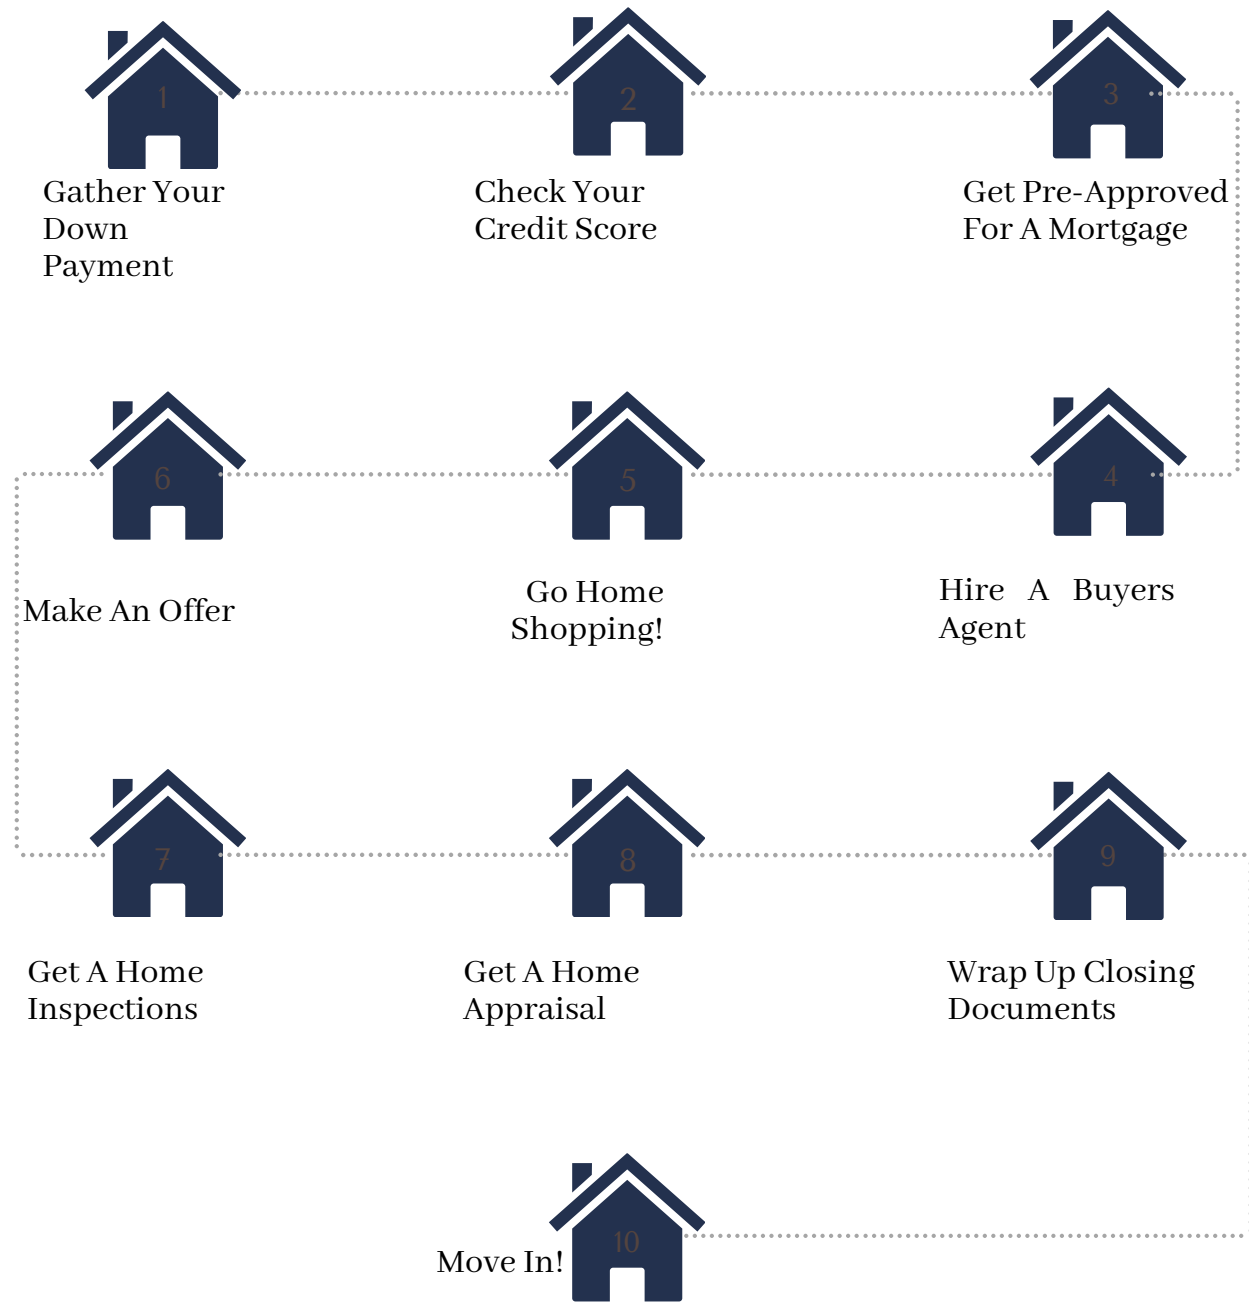 1
Gather Your
Down
Payment
2
Check Your
Credit Score
3
Get Pre-Approved
For A Mortgage
4
Hire A Buyers
Agent
5
Go Home
Shopping!
6
Make An Offer
7
Get A Home
Inspections
8
Get A Home
Appraisal
9
Wrap Up Closing
Documents
10
Move In!